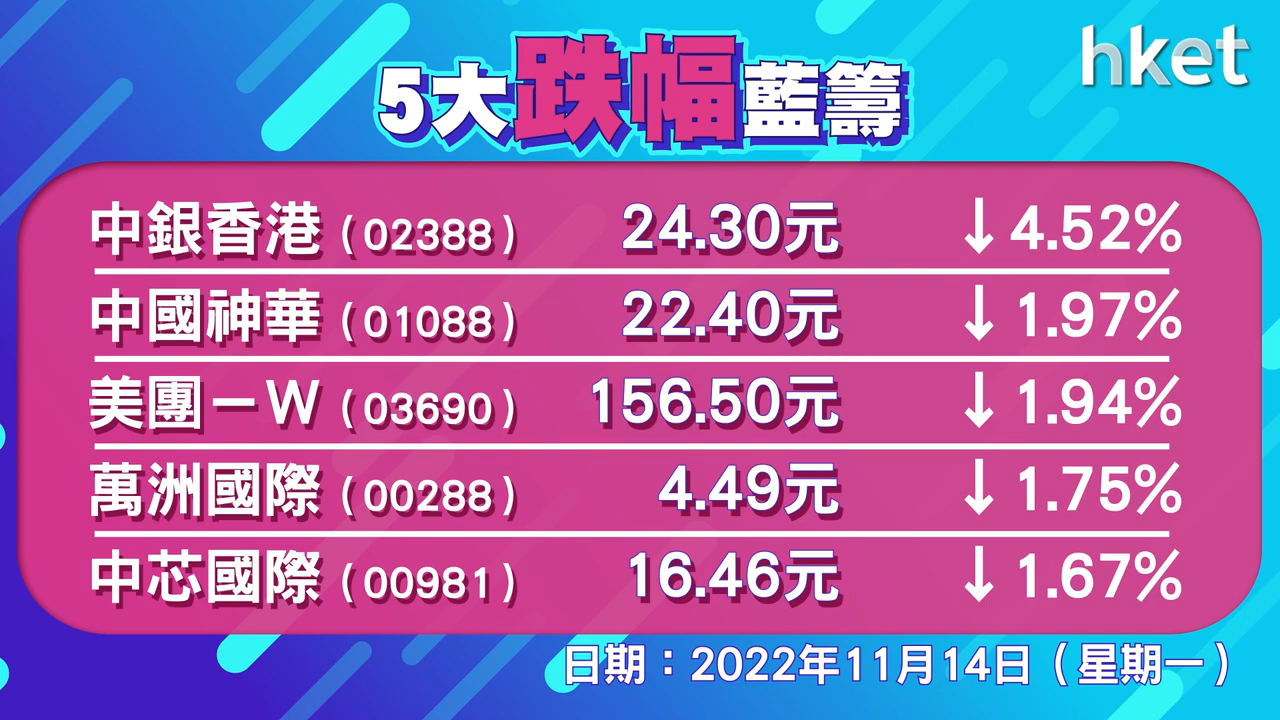 hket
5大跌幅藍籌
中銀香港（02388） 24.30元 ↓4.52%
中國神華（01088） 22.40元 ↓1.97%
美團－W（03690） 156.50元 ↓1.94%
萬洲國際（00288） 4.49元 ↓1.75%
中芯國際（00981） 16.46元 ↓1.67%
日期：2022年11月14日（星期一）